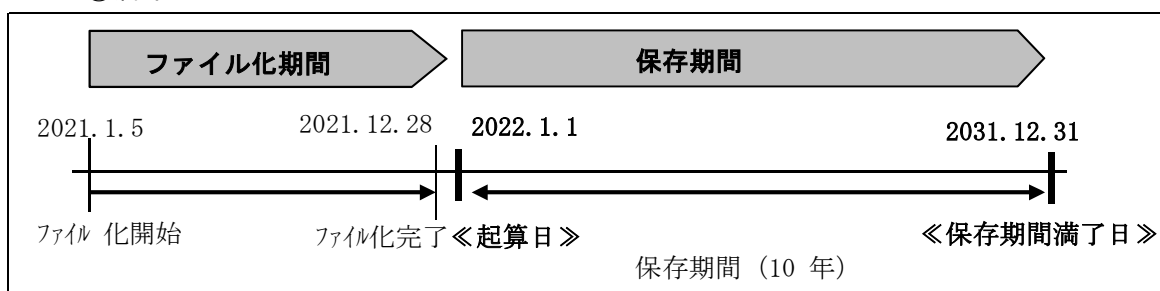 ファイル化期間 保存期間
2021.1.5 2021.12.28 2022.1.1 2031.12.31
ﾌｧｲﾙ 化開始 ﾌｧｲﾙ化完了 ≪起算日≫ ≪保存期間満了日≫
保存期間 (10 年)